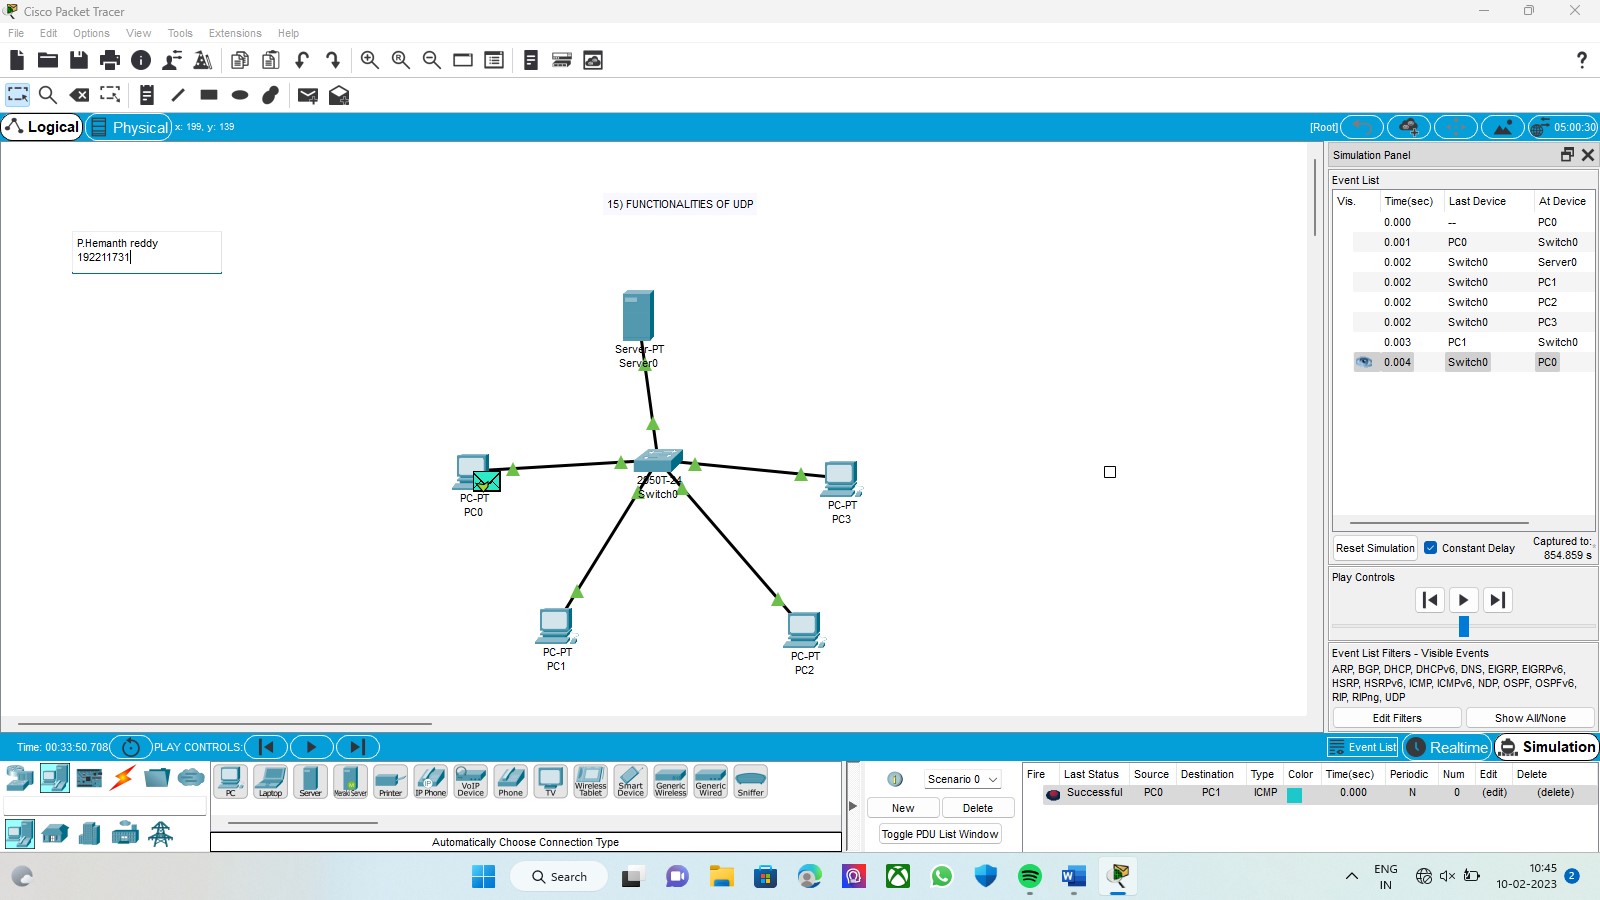 Cisco Packet Tracer
File Edit Options View Tools Extensions Help
Logical Physical x: 199, y: 139 [Root] 05:00:30
15) FUNCTIONALITIES OF UDP
P.Hemanth reddy
192211731
Server-PT
Server0
2950T-24
Switch0
PC-PT
PC0
PC-PT
PC3
PC-PT
PC1
PC-PT
PC2
Simulation Panel
Event List
Vis. Time(sec) Last Device At Device
0.000 -- PC0
0.001 PC0 Switch0
0.002 Switch0 Server0
0.002 Switch0 PC1
0.002 Switch0 PC2
0.002 Switch0 PC3
0.003 PC1 Switch0
0.004 Switch0 PC0
Reset Simulation Constant Delay Captured to:
854.859 s
Play Controls
Event List Filters - Visible Events
ARP, BGP, DHCP, DHCPv6, DNS, EIGRP, EIGRPv6,
HSRP, HSRPv6, ICMP, ICMPv6, NDP, OSPF, OSPFv6,
RIP, RIPng, UDP
Edit Filters Show All/None
Time: 00:33:50.708 PLAY CONTROLS: Event List Realtime Simulation
PC Laptop Server Meraki Server Printer IP Phone VoIP Device Phone TV Wireless Tablet Smart Device Generic Wireless Generic Wired Sniffer
Automatically Choose Connection Type
Scenario 0
New Delete
Toggle PDU List Window
Fire Last Status Source Destination Type Color Time(sec) Periodic Num Edit Delete
Successful PC0 PC1 ICMP 0.000 N 0 (edit) (delete)
Search
ENG
IN
10:45
10-02-2023
2